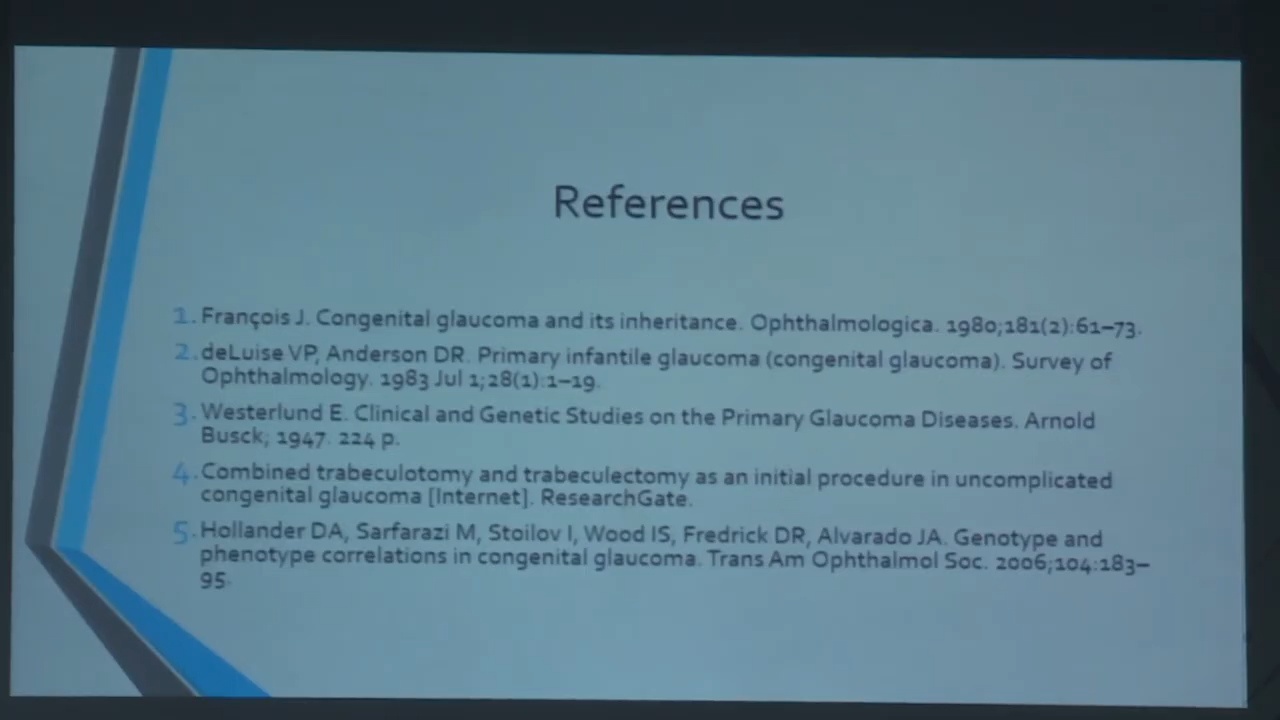 References
1. François J. Congenital glaucoma and its inheritance. Ophthalmologica. 1980;181(2):61–73.
2. deLuise VP, Anderson DR. Primary infantile glaucoma (congenital glaucoma). Survey of
Ophthalmology. 1983 Jul 1;28(1):1–19.
3. Westerlund E. Clinical and Genetic Studies on the Primary Glaucoma Diseases. Arnold
Busck; 1947. 224 p.
4. Combined trabeculotomy and trabeculectomy as an initial procedure in uncomplicated
congenital glaucoma [Internet]. ResearchGate.
5. Hollander DA, Sarfarazi M, Stoilov I, Wood IS, Fredrick DR, Alvarado JA. Genotype and
phenotype correlations in congenital glaucoma. Trans Am Ophthalmol Soc. 2006;104:183–
95.